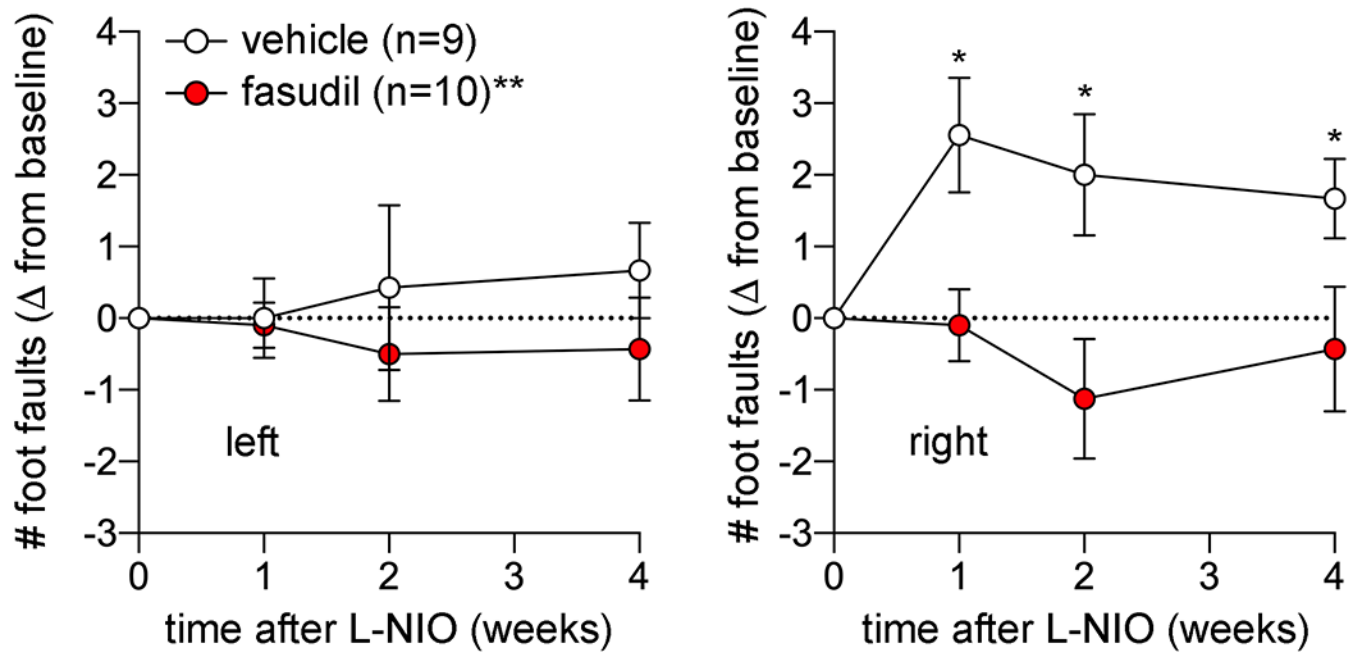 # foot faults (Δ from baseline)
4
3
2
1
0
-1
-2
-3
vehicle (n=9)
fasudil (n=10)**
left
0 1 2 3 4
time after L-NIO (weeks)
# foot faults (Δ from baseline)
4
3
2
1
0
-1
-2
-3
*
*
*
right
0 1 2 3 4
time after L-NIO (weeks)